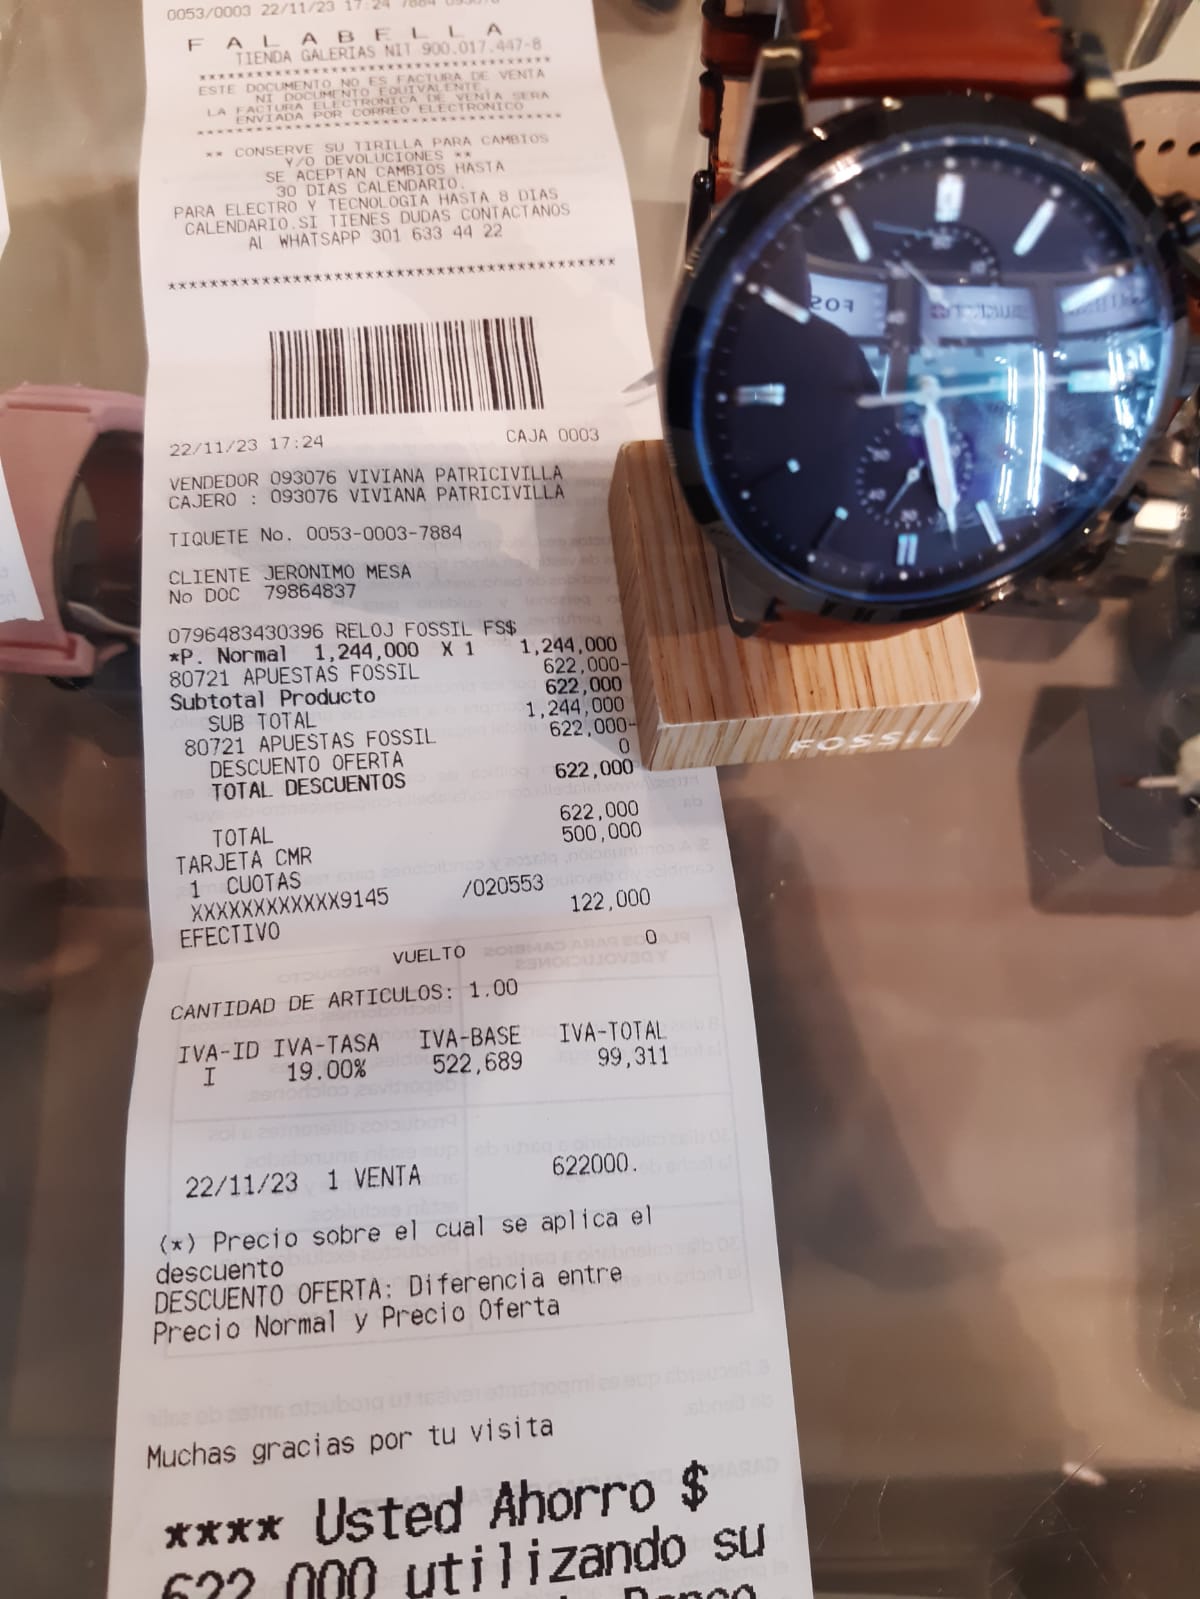 0053/0003 22/11/23 17:24 7884
FALABELLA
TIENDA GALERIAS NIT 900.017.447-8
****************************************
ESTE DOCUMENTO NO ES FACTURA DE VENTA
NI DOCUMENTO EQUIVALENTE,
LA FACTURA ELECTRONICA DE VENTA SERA
ENVIADA POR CORREO ELECTRONICO
****************************************
** CONSERVE SU TIRILLA PARA CAMBIOS
Y/O DEVOLUCIONES **
SE ACEPTAN CAMBIOS HASTA
30 DIAS CALENDARIO.
PARA ELECTRO Y TECNOLOGIA HASTA 8 DIAS
CALENDARIO.SI TIENES DUDAS CONTACTANOS
Al WHATSAPP 301 633 44 22
****************************************
22/11/23 17:24 CAJA 0003
VENDEDOR 093076 VIVIANA PATRICIVILLA
CAJERO : 093076 VIVIANA PATRICIVILLA
TIQUETE No. 0053-0003-7884
CLIENTE JERONIMO MESA
No DOC 79864837
0796483430396 RELOJ FOSSIL FS$
*P. Normal 1,244,000 X 1 1,244,000
80721 APUESTAS FOSSIL 622,000-
Subtotal Producto 622,000
SUB TOTAL 1,244,000
80721 APUESTAS FOSSIL 622,000-
DESCUENTO OFERTA 0
TOTAL DESCUENTOS 622,000
TOTAL 622,000
TARJETA CMR 500,000
1 CUOTAS
XXXXXXXXXXXX9145 /020553
EFECTIVO 122,000
VUELTO 0
CANTIDAD DE ARTICULOS: 1.00
IVA-ID IVA-TASA IVA-BASE IVA-TOTAL
I 19.00% 522,689 99,311
22/11/23 1 VENTA 622000.
(*) Precio sobre el cual se aplica el
descuento
DESCUENTO OFERTA: Diferencia entre
Precio Normal y Precio Oferta
Muchas gracias por tu visita
**** Usted Ahorro $
622,000 utilizando su
FOSSIL